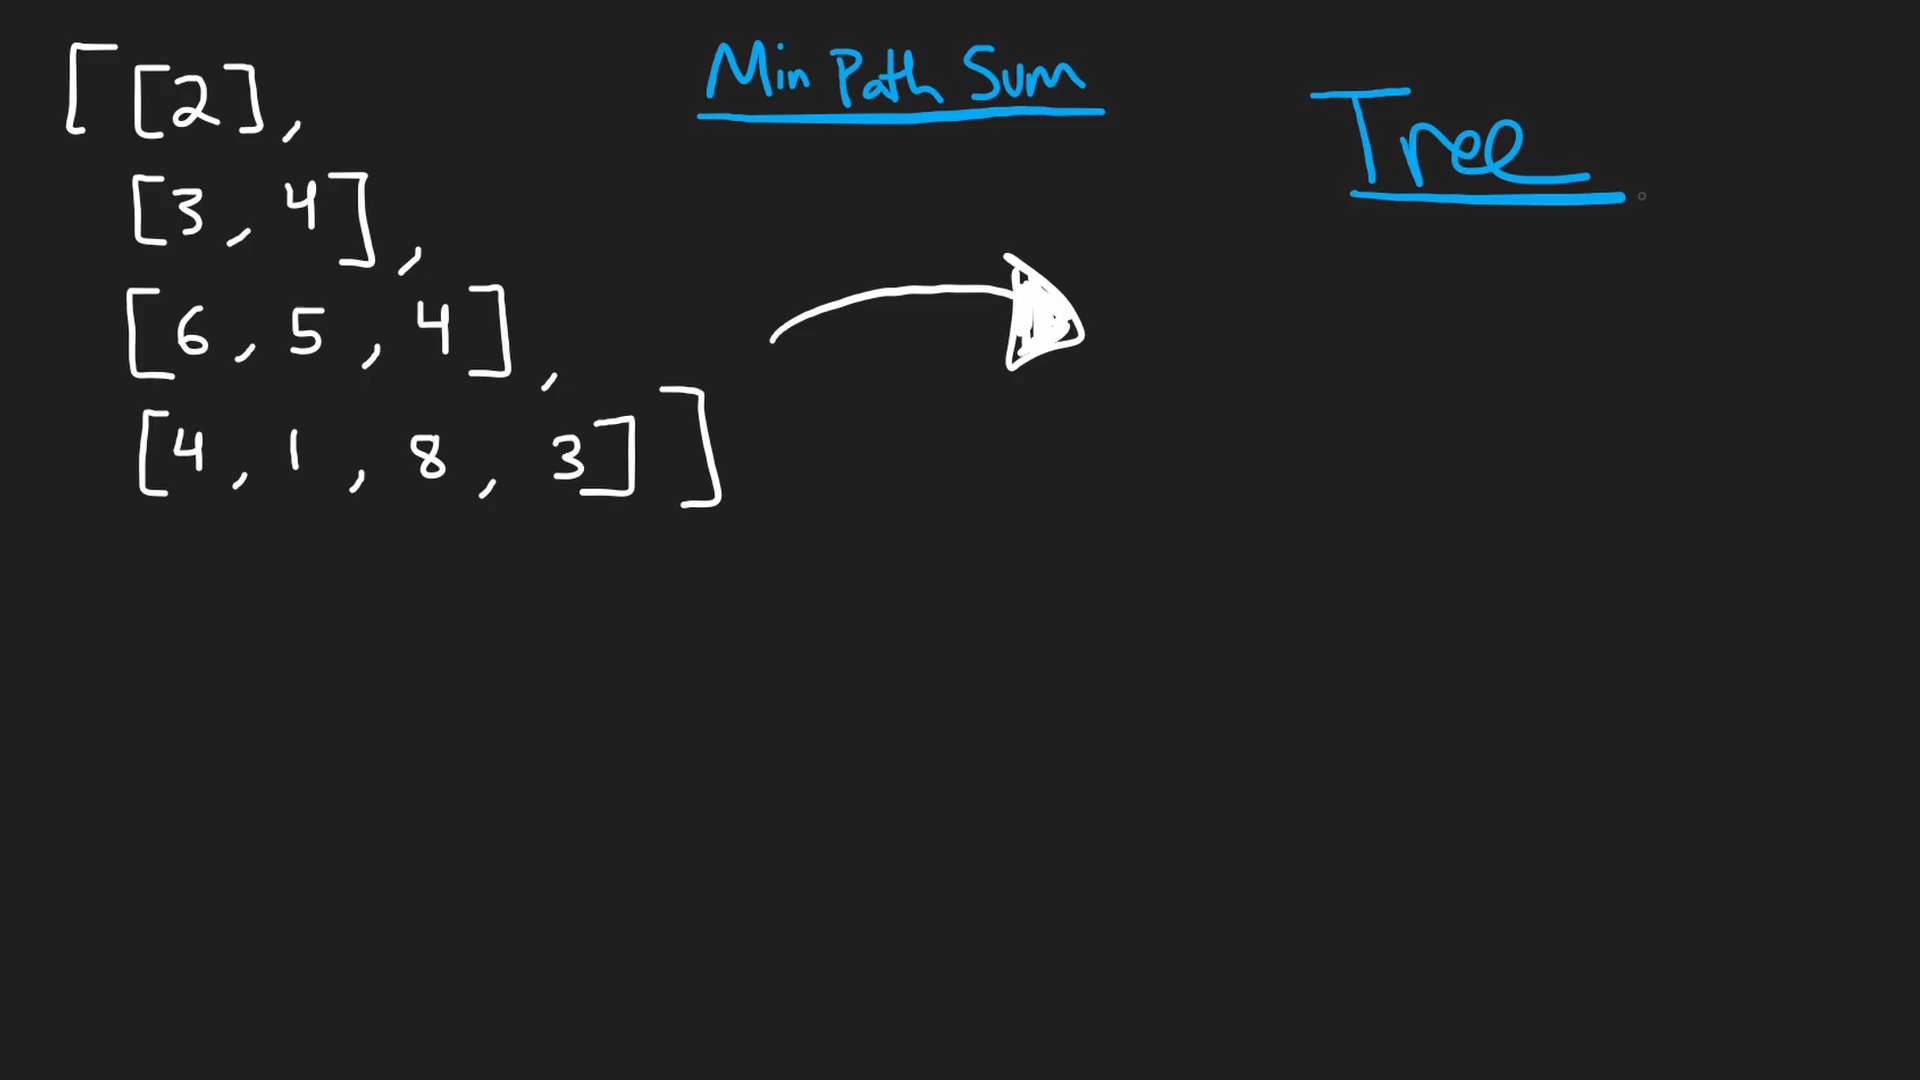 Min Path Sum
Tree
[ [2],
[3, 4],
[6, 5, 4],
[4, 1, 8, 3] ]